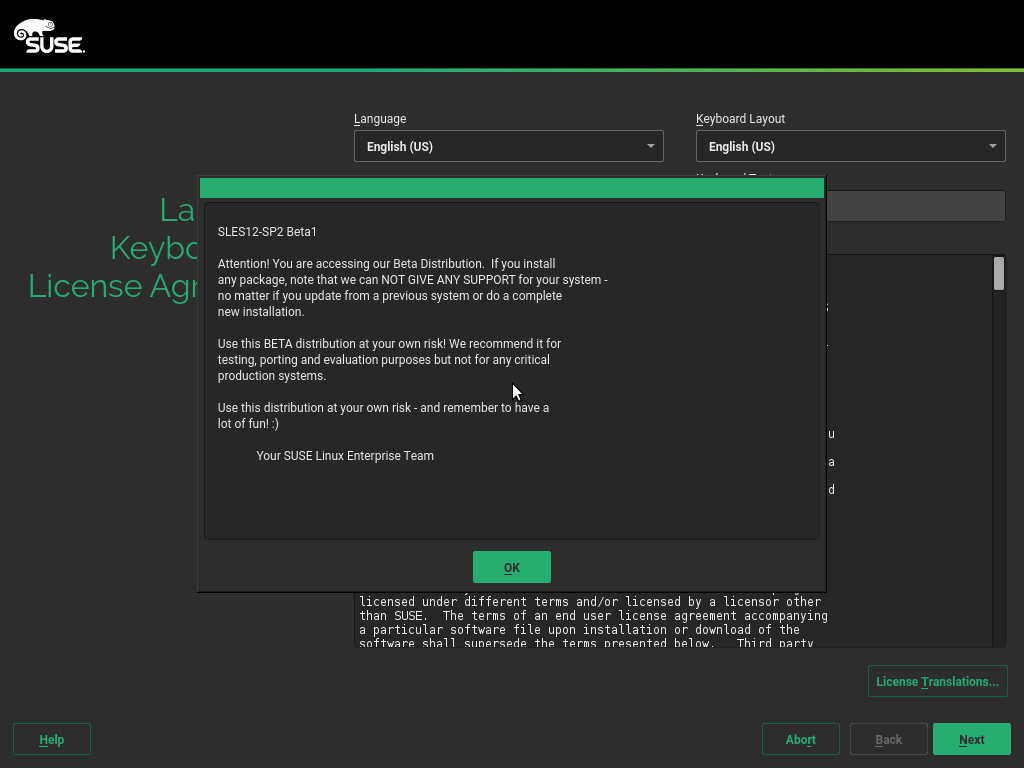 SUSE
Language
Keyboard Layout
English (US)
English (US)
La
Keybo
License Agr
SLES12-SP2 Beta1
Attention! You are accessing our Beta Distribution.  If you install
any package, note that we can NOT GIVE ANY SUPPORT for your system -
no matter if you update from a previous system or do a complete
new installation.
Use this BETA distribution at your own risk! We recommend it for
testing, porting and evaluation purposes but not for any critical
production systems.
Use this distribution at your own risk - and remember to have a
lot of fun! :)
Your SUSE Linux Enterprise Team
u
a
d
OK
licensed under different terms and/or licensed by a licensor other
than SUSE.  The terms of an end user license agreement accompanying
a particular software file upon installation or download of the
software shall supersede the terms presented below.   Third party
License Translations...
Help
Abort
Back
Next